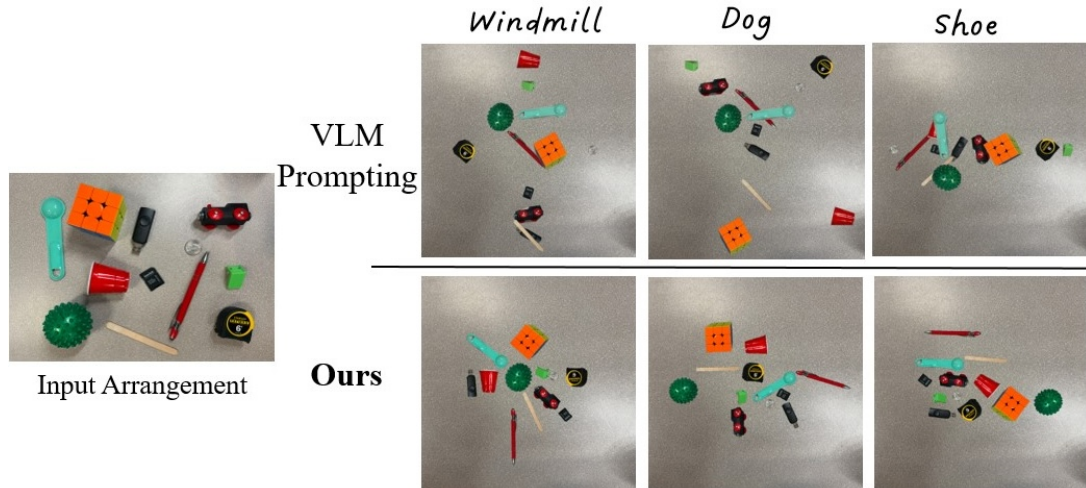 Windmill
Dog
Shoe
VLM
Prompting
Input Arrangement
Ours